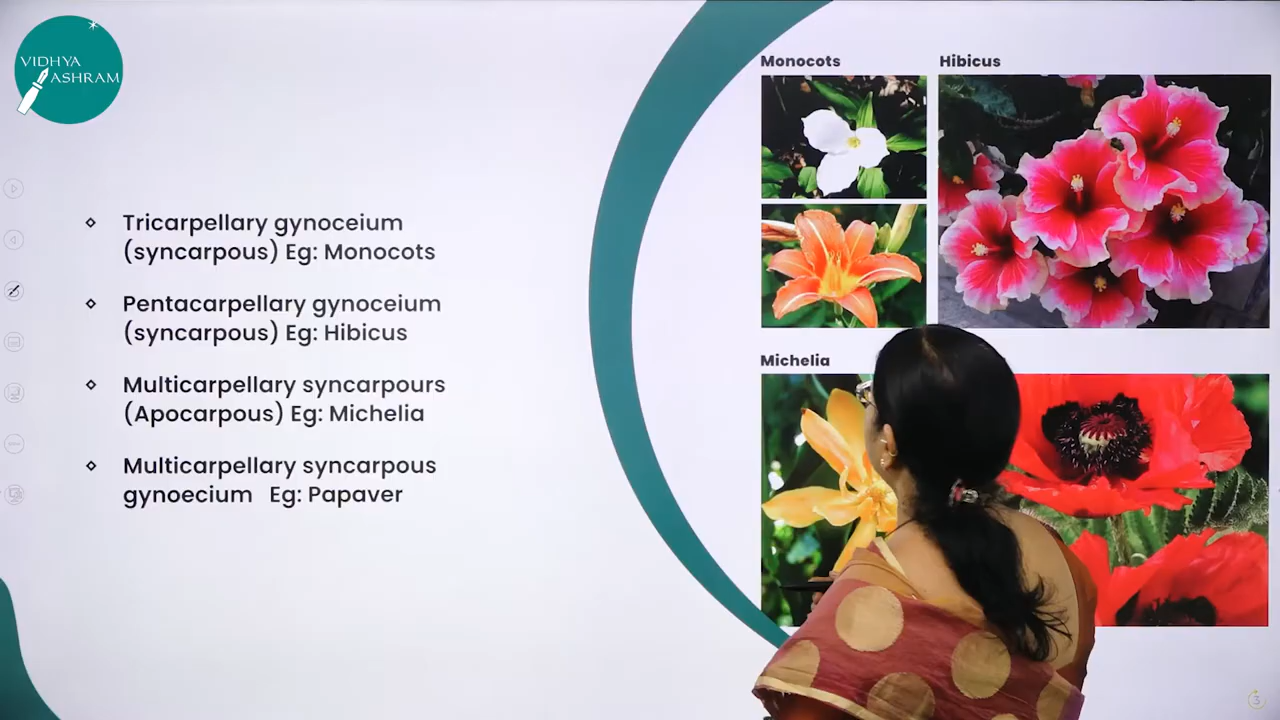 VIDHYA
ASHRAM
Monocots
Hibicus
Tricarpellary gynoceium
(syncarpous) Eg: Monocots
Pentacarpellary gynoceium
(syncarpous) Eg: Hibicus
Michelia
Multicarpellary syncarpours
(Apocarpous) Eg: Michelia
Multicarpellary syncarpous
gynoecium Eg: Papaver
3